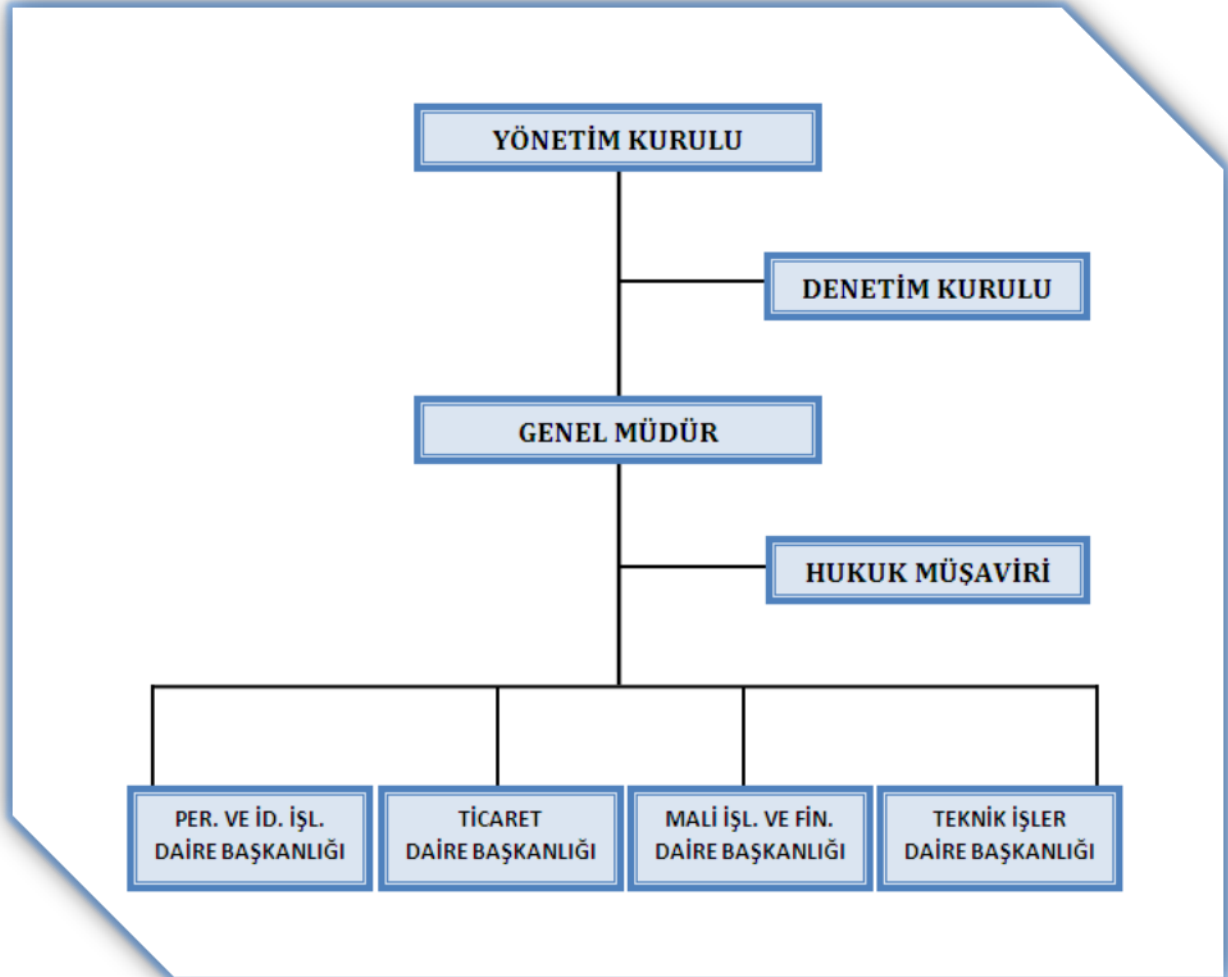 YÖNETİM KURULU
DENETİM KURULU
GENEL MÜDÜR
HUKUK MÜŞAVİRİ
PER. VE İD. İŞL.
DAİRE BAŞKANLIĞI
TİCARET
DAİRE BAŞKANLIĞI
MALİ İŞL. VE FİN.
DAİRE BAŞKANLIĞI
TEKNİK İŞLER
DAİRE BAŞKANLIĞI